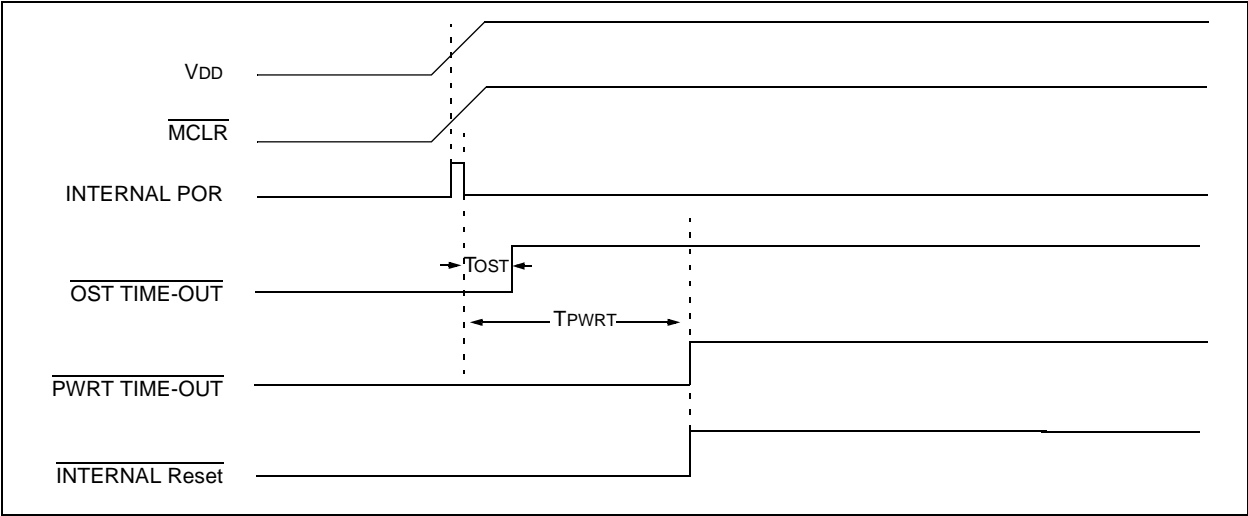 VDD
MCLR
INTERNAL POR
TOST
OST TIME-OUT
TPWRT
PWRT TIME-OUT
INTERNAL Reset